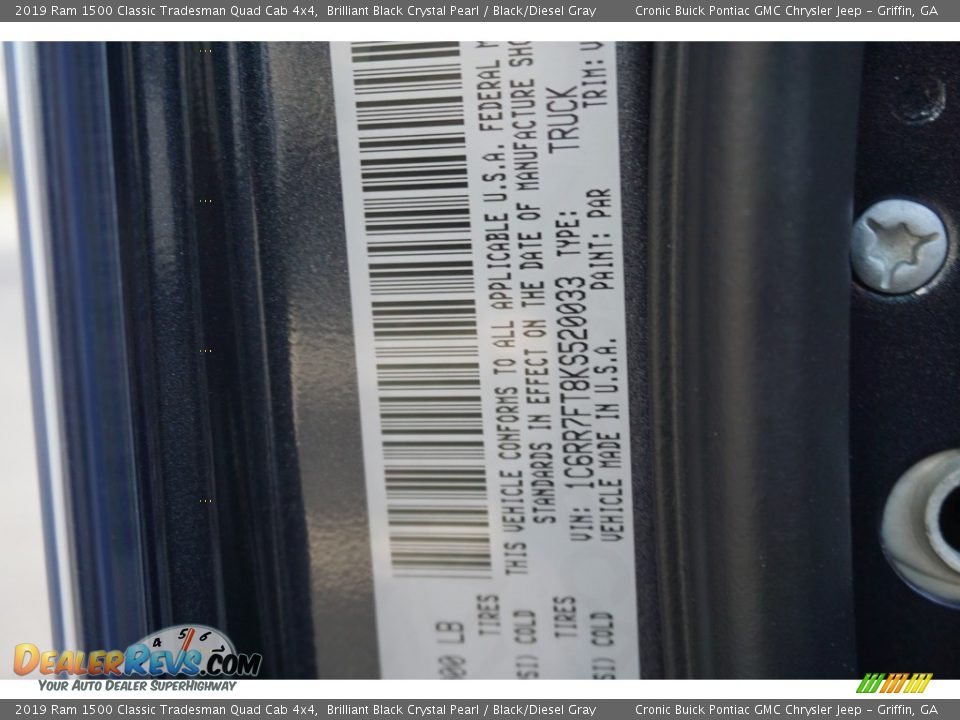 2019 Ram 1500 Classic Tradesman Quad Cab 4x4, Brilliant Black Crystal Pearl / Black/Diesel Gray Cronic Buick Pontiac GMC Chrysler Jeep - Griffin, GA
THIS VEHICLE CONFORMS TO ALL APPLICABLE U.S.A. FEDERAL
STANDARDS IN EFFECT ON THE DATE OF MANUFACTURE
VIN: 1C6RR7FT8KS520033 TYPE: TRUCK
VEHICLE MADE IN U.S.A. PAINT: PAR TRIM:
LB
TIRES
COLD
TIRES
COLD
4 5 6
DealerRevs.com
Your Auto Dealer SuperHighway
2019 Ram 1500 Classic Tradesman Quad Cab 4x4, Brilliant Black Crystal Pearl / Black/Diesel Gray Cronic Buick Pontiac GMC Chrysler Jeep - Griffin, GA